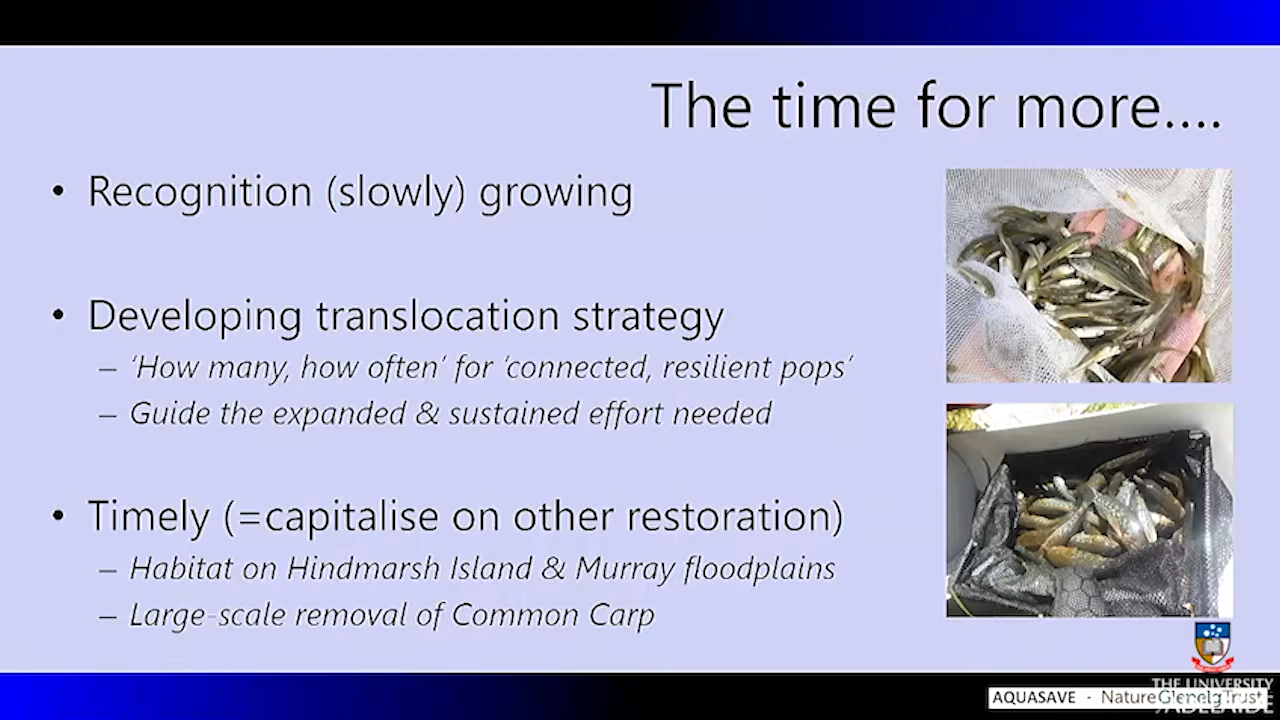 The time for more....
• Recognition (slowly) growing
• Developing translocation strategy
– ‘How many, how often’ for ‘connected, resilient pops’
– Guide the expanded & sustained effort needed
• Timely (=capitalise on other restoration)
– Habitat on Hindmarsh Island & Murray floodplains
– Large-scale removal of Common Carp
THE UNIVERSITY
of ADELAIDE
AQUASAVE - NatureGlenelgTrust